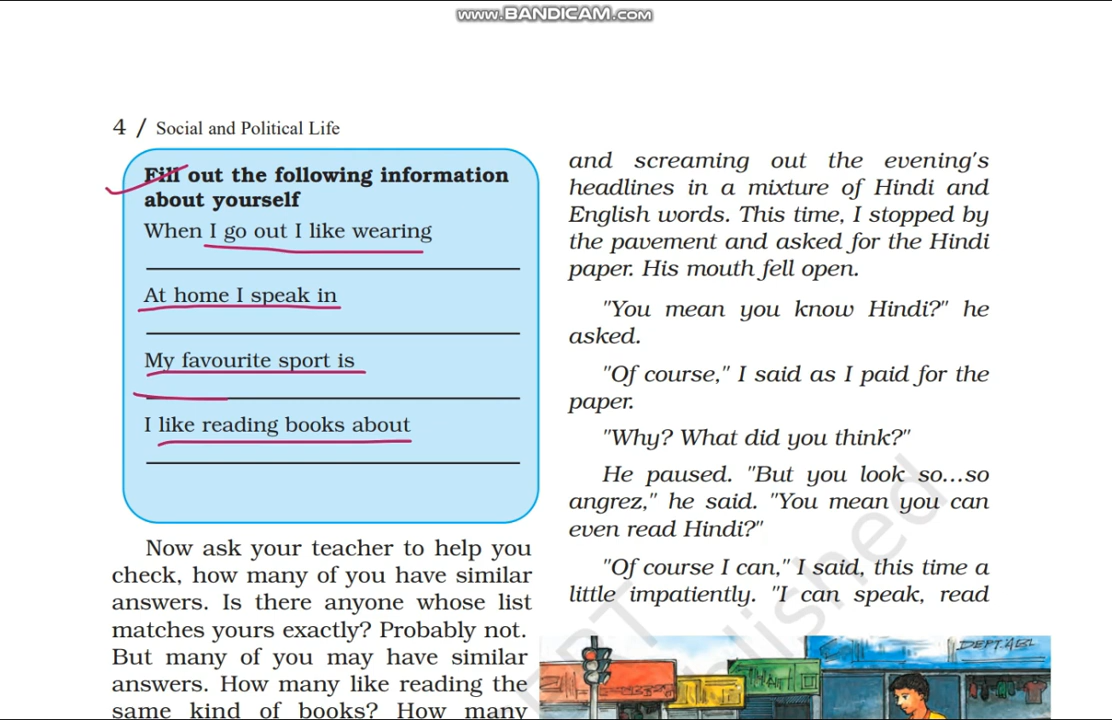 www.BANDICAM.com
4 / Social and Political Life
Fill out the following information
about yourself
When I go out I like wearing
At home I speak in
My favourite sport is
I like reading books about
Now ask your teacher to help you
check, how many of you have similar
answers. Is there anyone whose list
matches yours exactly? Probably not.
But many of you may have similar
answers. How many like reading the
same kind of books? How many
and screaming out the evening's
headlines in a mixture of Hindi and
English words. This time, I stopped by
the pavement and asked for the Hindi
paper. His mouth fell open.
"You mean you know Hindi?" he
asked.
"Of course," I said as I paid for the
paper.
"Why? What did you think?"
He paused. "But you look so...so
angrez," he said. "You mean you can
even read Hindi?"
"Of course I can," I said, this time a
little impatiently. "I can speak, read